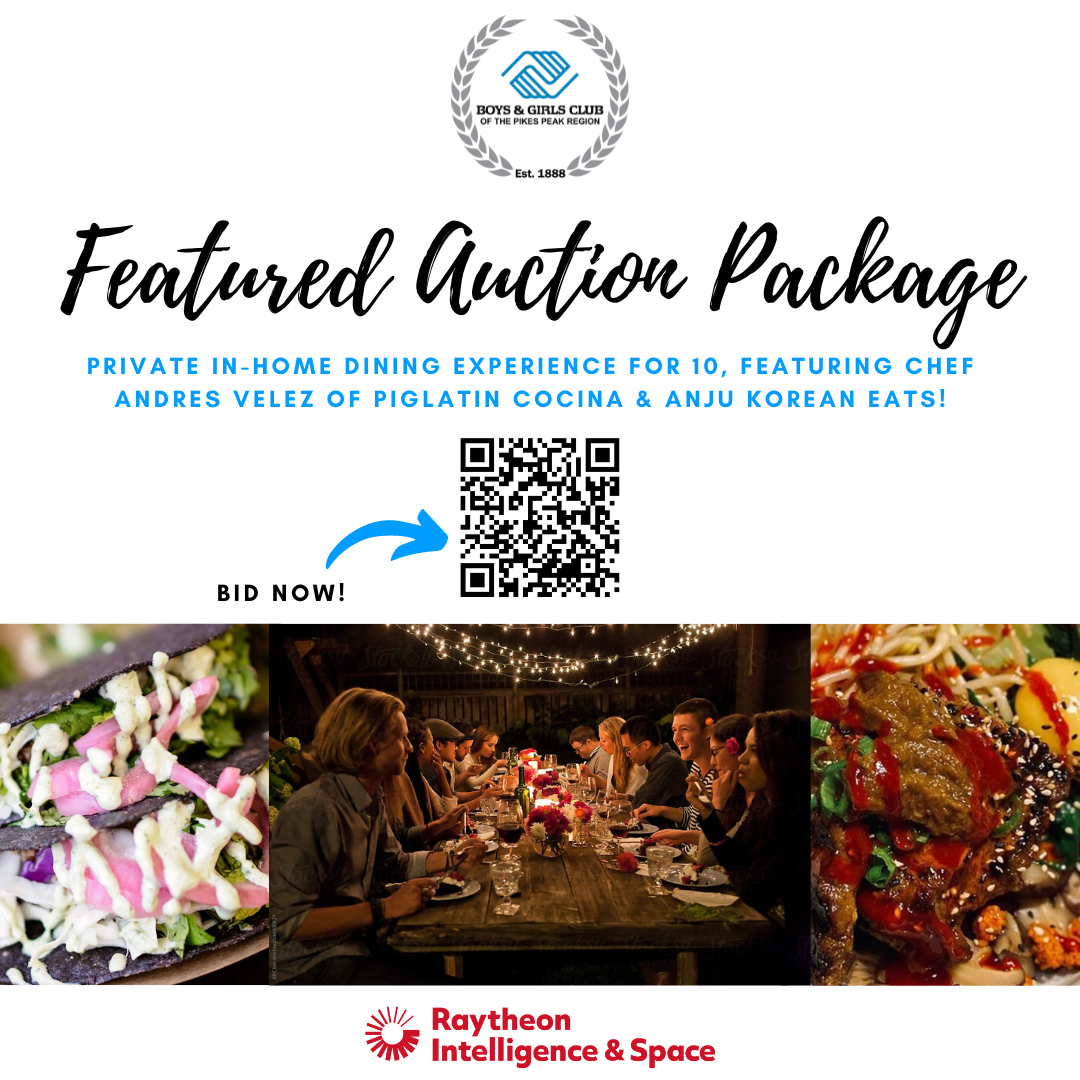 BOYS & GIRLS CLUB
OF THE PIKES PEAK REGION
Est. 1888
Featured Auction Package
PRIVATE IN-HOME DINING EXPERIENCE FOR 10, FEATURING CHEF
ANDRES VELEZ OF PIGLATIN COCINA & ANJU KOREAN EATS!
BID NOW!
Raytheon
Intelligence & Space